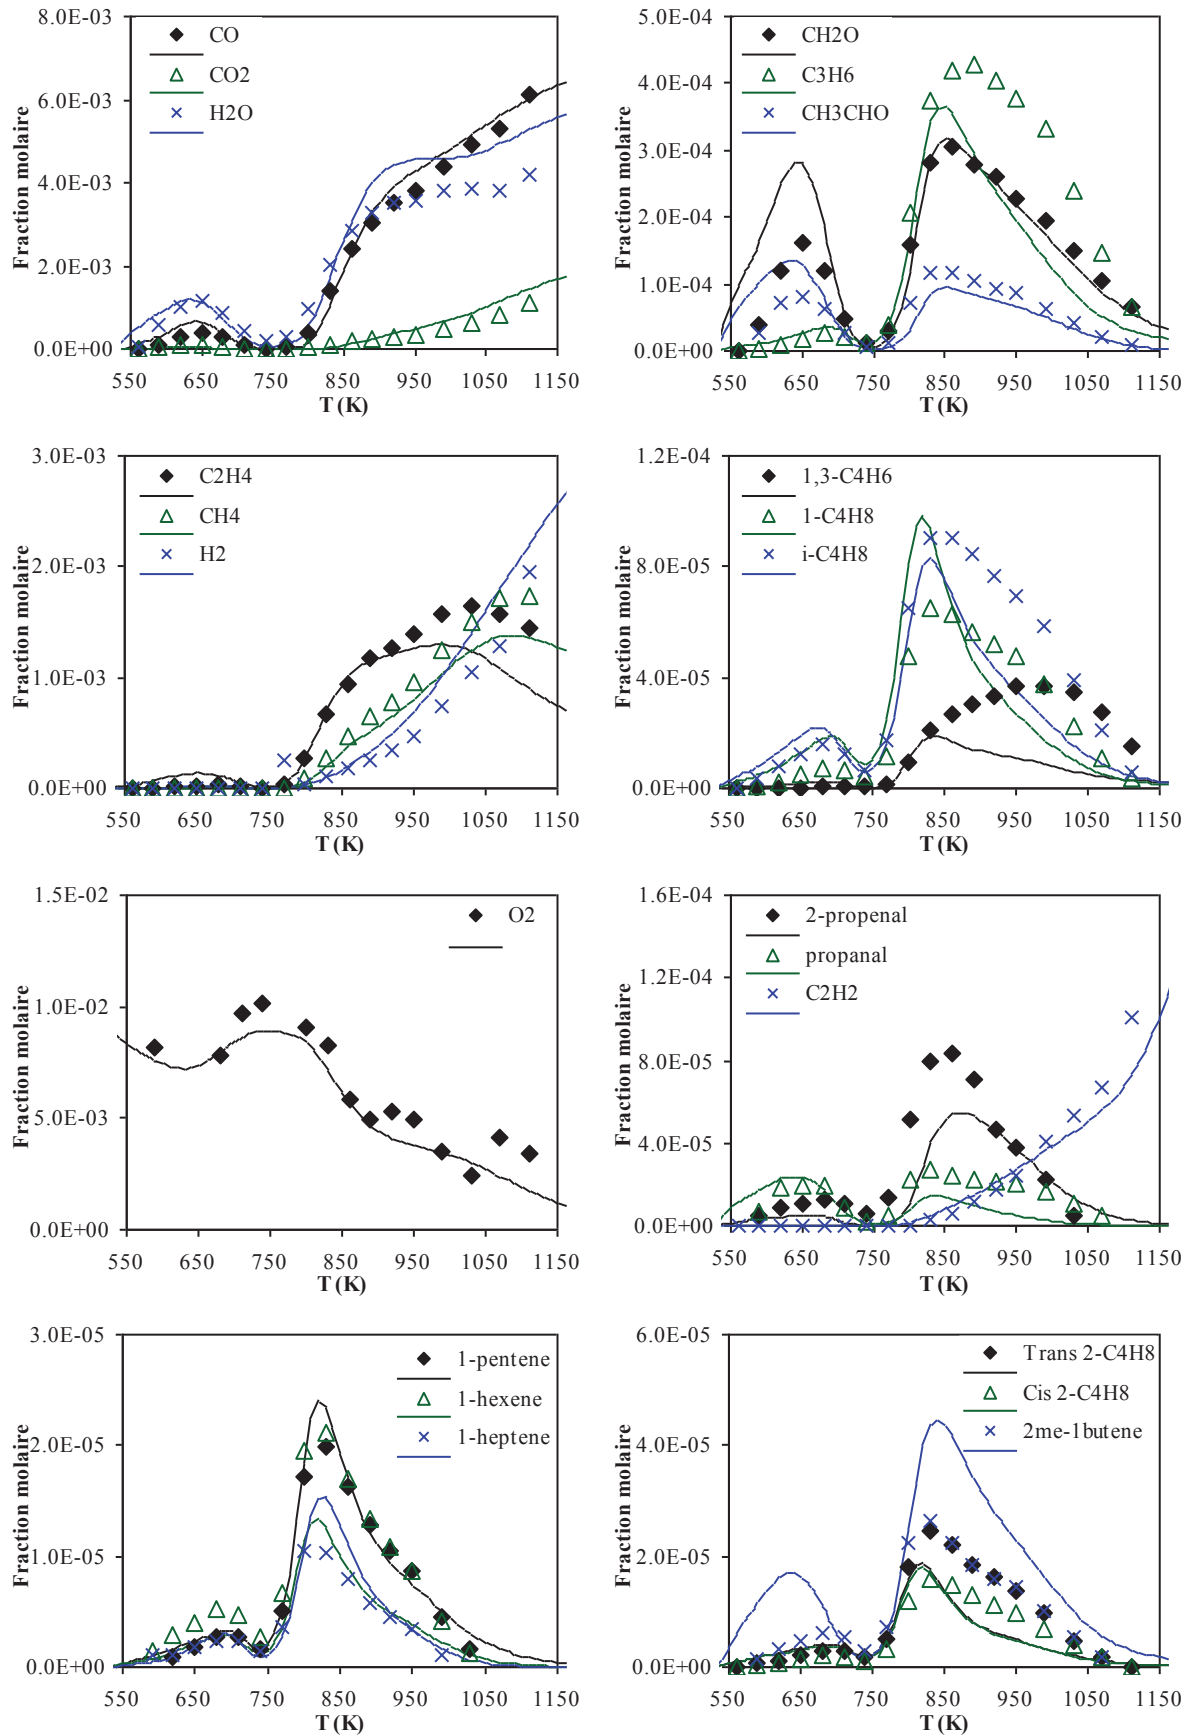 8.0E-03
6.0E-03
4.0E-03
2.0E-03
0.0E+00
Fraction molaire
CO
CO2
H2O
550 650 750 850 950 1050 1150
T (K)
5.0E-04
4.0E-04
3.0E-04
2.0E-04
1.0E-04
0.0E+00
Fraction molaire
CH2O
C3H6
CH3CHO
550 650 750 850 950 1050 1150
T (K)
3.0E-03
2.0E-03
1.0E-03
0.0E+00
Fraction molaire
C2H4
CH4
H2
550 650 750 850 950 1050 1150
T (K)
1.2E-04
8.0E-05
4.0E-05
0.0E+00
Fraction molaire
1,3-C4H6
1-C4H8
i-C4H8
550 650 750 850 950 1050 1150
T (K)
1.5E-02
1.0E-02
5.0E-03
0.0E+00
Fraction molaire
O2
550 650 750 850 950 1050 1150
T (K)
1.6E-04
1.2E-04
8.0E-05
4.0E-05
0.0E+00
Fraction molaire
2-propenal
propanal
C2H2
550 650 750 850 950 1050 1150
T (K)
3.0E-05
2.0E-05
1.0E-05
0.0E+00
Fraction molaire
1-pentene
1-hexene
1-heptene
550 650 750 850 950 1050 1150
T (K)
6.0E-05
4.0E-05
2.0E-05
0.0E+00
Fraction molaire
Trans 2-C4H8
Cis 2-C4H8
2me-1butene
550 650 750 850 950 1050 1150
T (K)